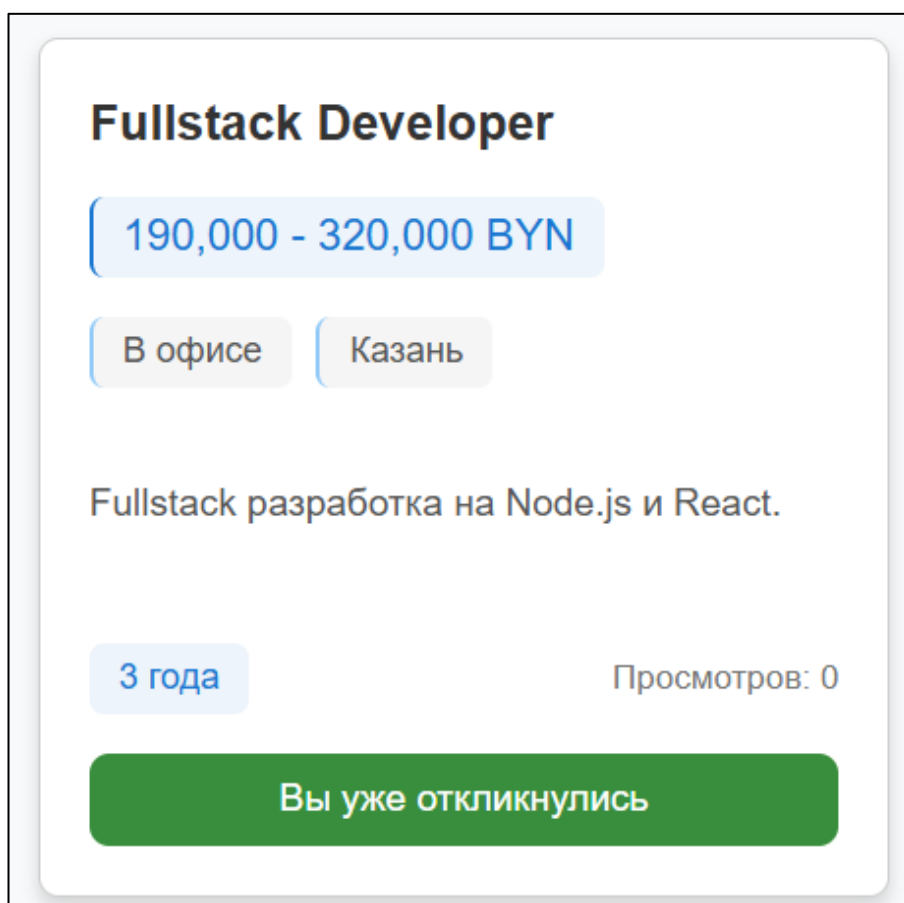 Fullstack Developer
190,000 - 320,000 BYN
В офисе Казань
Fullstack разработка на Node.js и React.
3 года Просмотров: 0
Вы уже откликнулись